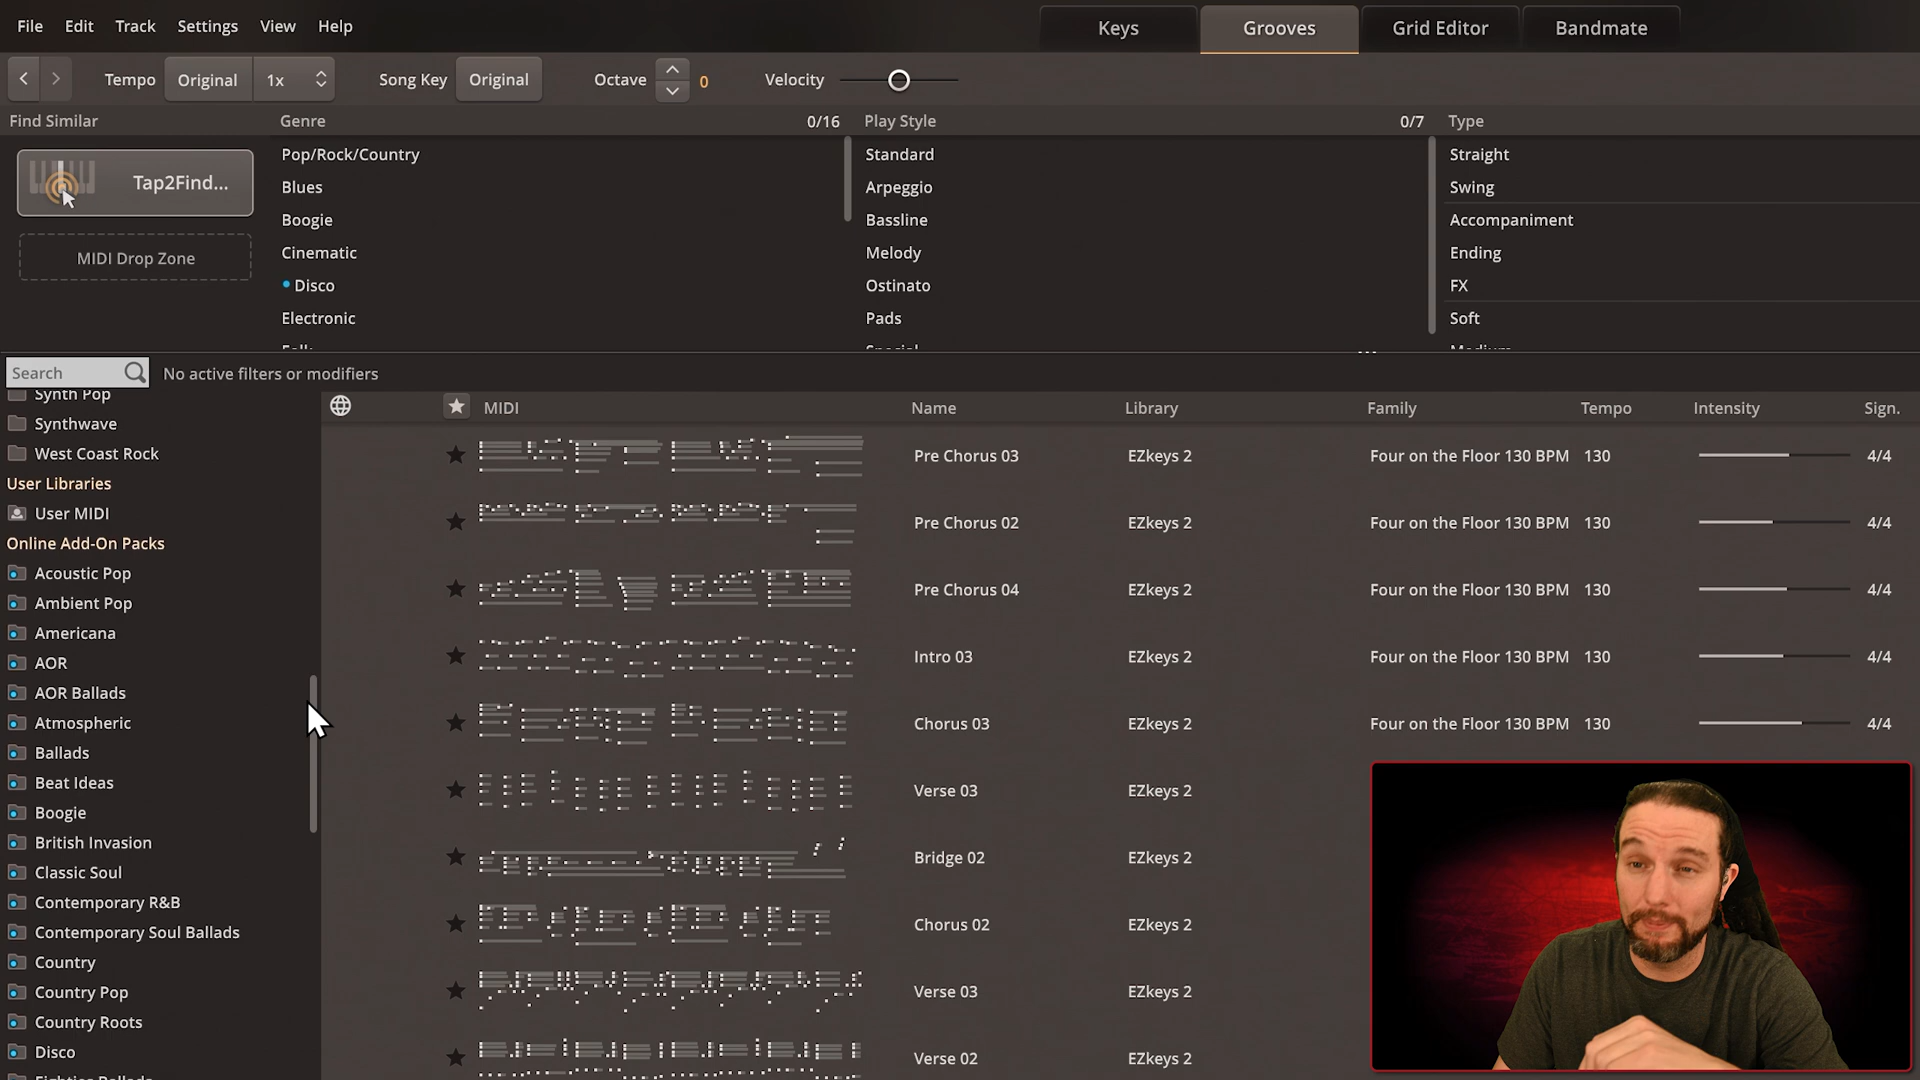 File Edit Track Settings View Help Keys Grooves Grid Editor Bandmate
Tempo Original 1x Song Key Original Octave 0 Velocity
Find Similar Genre 0/16 Play Style 0/7 Type
Pop/Rock/Country Standard Straight
Tap2Find... Blues Arpeggio Swing
Boogie Bassline Accompaniment
MIDI Drop Zone Cinematic Melody Ending
Disco Ostinato FX
Electronic Pads Soft
Search No active filters or modifiers
Synth Pop
Synthwave
West Coast Rock
User Libraries
User MIDI
Online Add-On Packs
Acoustic Pop
Ambient Pop
Americana
AOR
AOR Ballads
Atmospheric
Ballads
Beat Ideas
Boogie
British Invasion
Classic Soul
Contemporary R&B
Contemporary Soul Ballads
Country
Country Pop
Country Roots
Disco
MIDI Name Library Family Tempo Intensity Sign.
Pre Chorus 03 EZkeys 2 Four on the Floor 130 BPM 130 4/4
Pre Chorus 02 EZkeys 2 Four on the Floor 130 BPM 130 4/4
Pre Chorus 04 EZkeys 2 Four on the Floor 130 BPM 130 4/4
Intro 03 EZkeys 2 Four on the Floor 130 BPM 130 4/4
Chorus 03 EZkeys 2 Four on the Floor 130 BPM 130 4/4
Verse 03 EZkeys 2
Bridge 02 EZkeys 2
Chorus 02 EZkeys 2
Verse 03 EZkeys 2
Verse 02 EZkeys 2